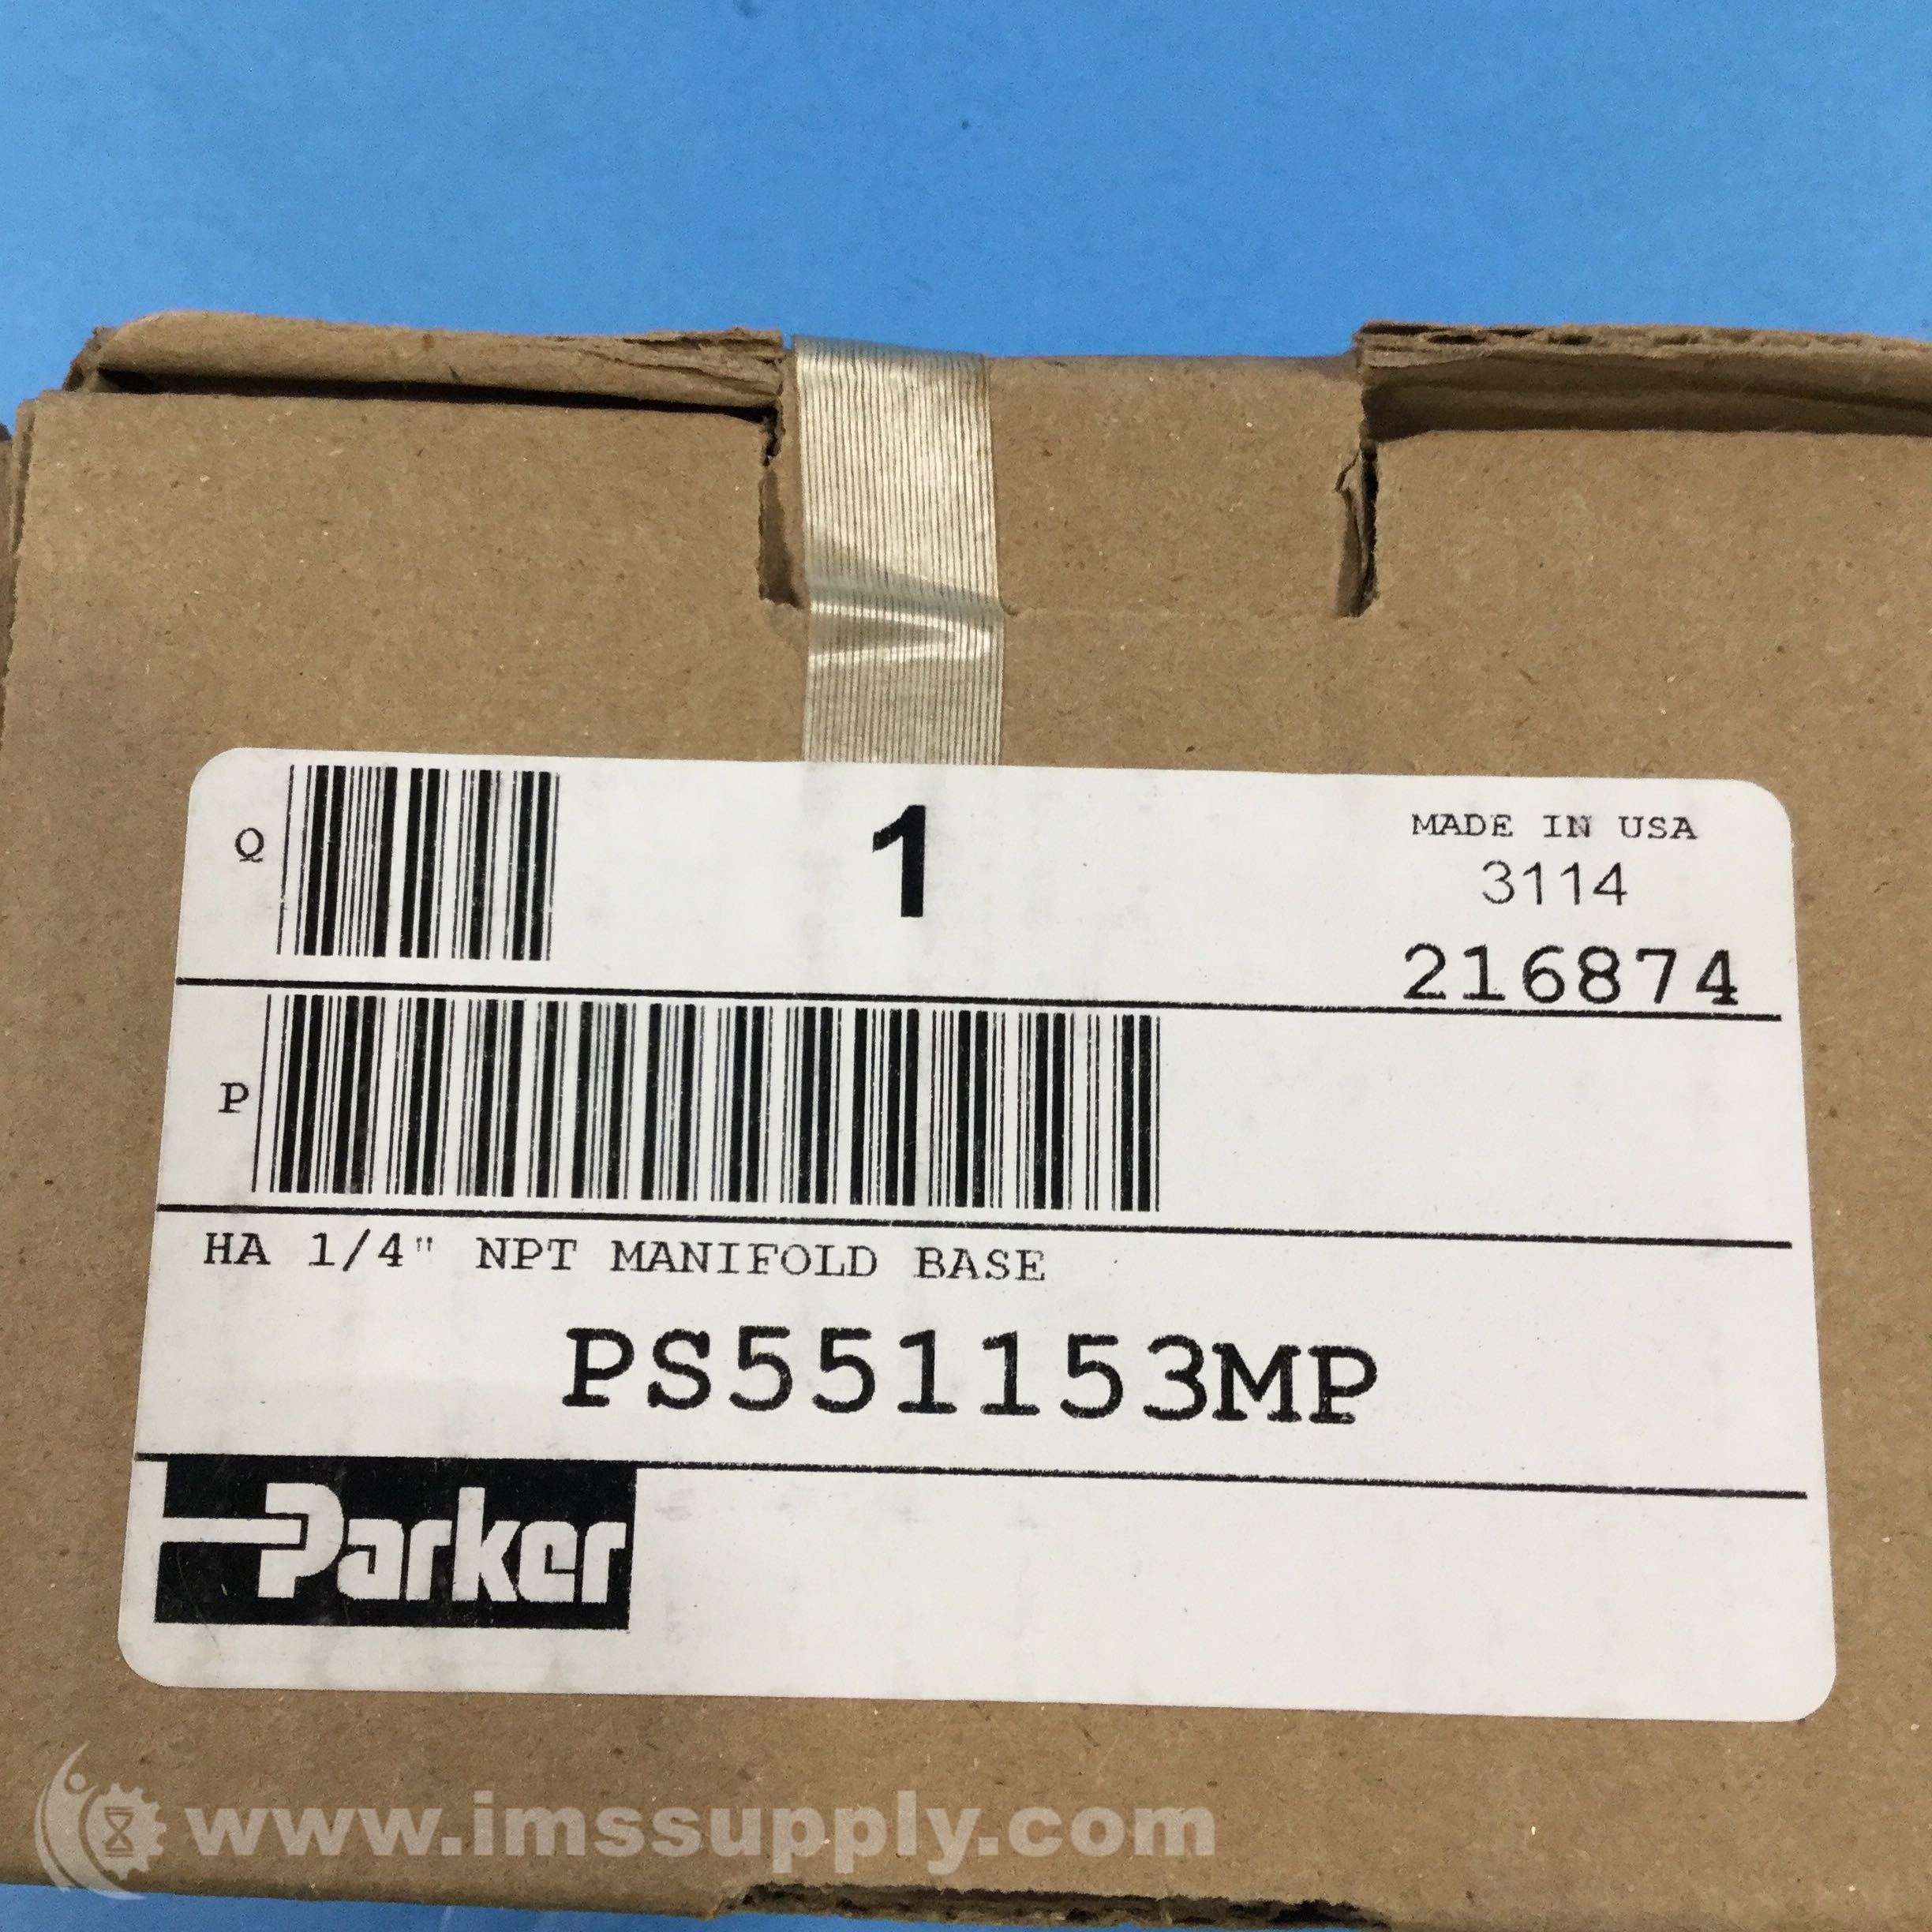 Q
1
MADE IN USA
3114
216874
P
HA 1/4" NPT MANIFOLD BASE
PS551153MP
Parker
www.imssupply.com